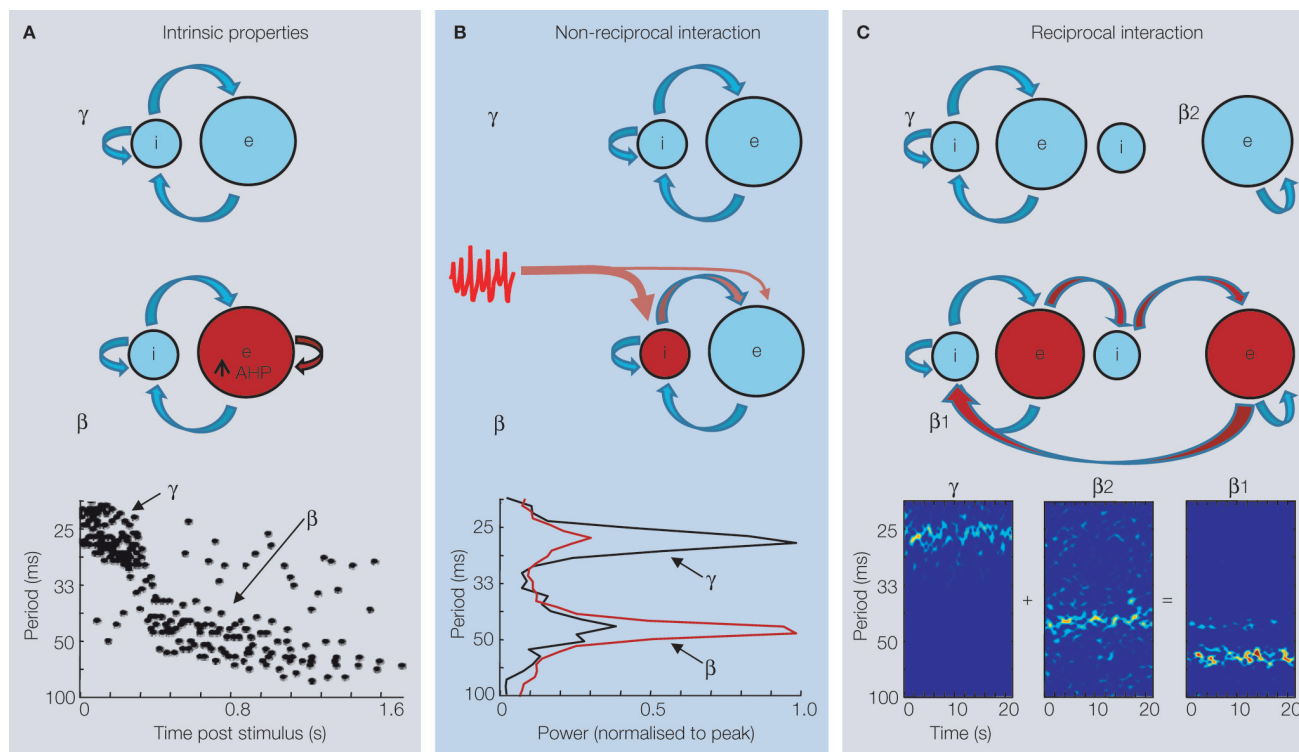 A Intrinsic properties
γ
i e
i e
↑ AHP
β
γ
β
25
33
50
100
Period (ms)
0 0.8 1.6
Time post stimulus (s)
B Non-reciprocal interaction
γ
i e
i e
β
25
33
50
100
Period (ms)
γ
β
0 0.5 1.0
Power (normalised to peak)
C Reciprocal interaction
γ β2
i e i e
i e i e
β1
γ β2 β1
25
33
50
100
Period (ms)
+ =
0 10 20 0 10 20 0 10 20
Time (s)